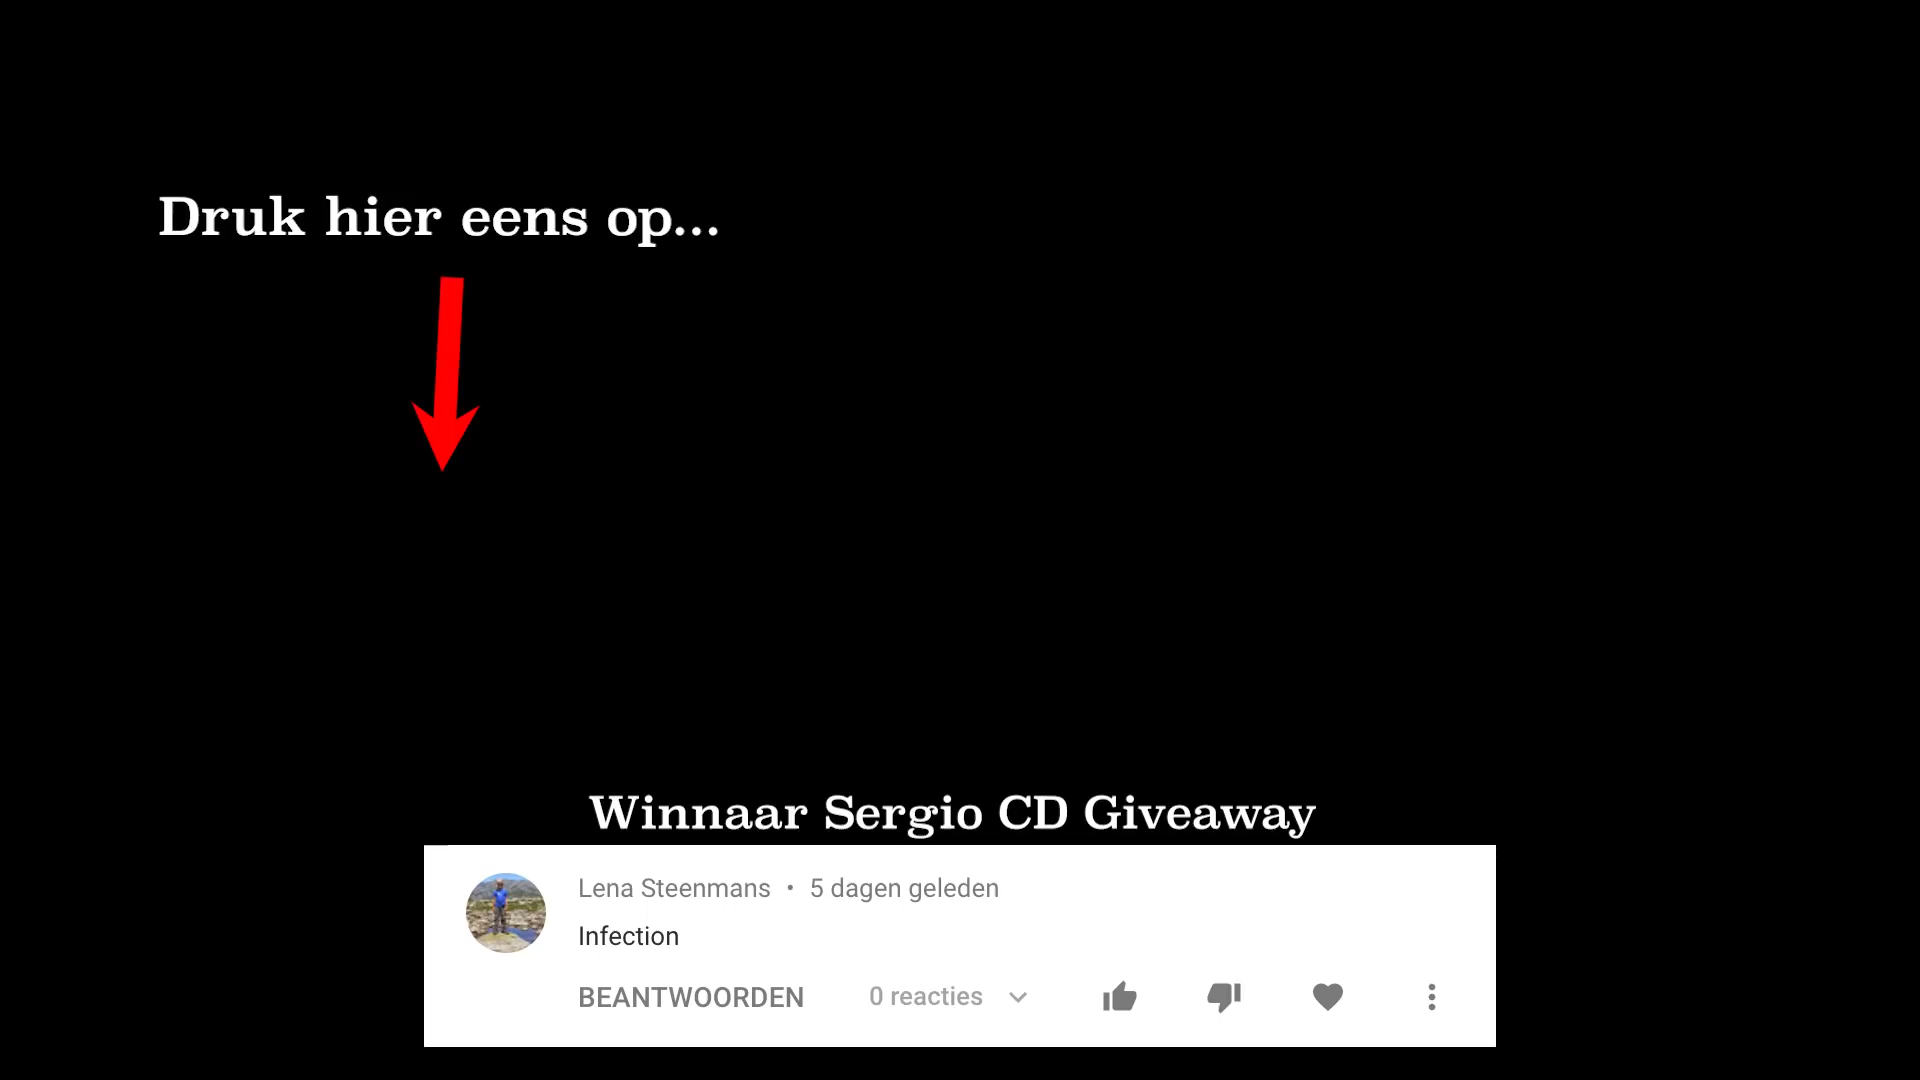 Druk hier eens op...
Winnaar Sergio CD Giveaway
Lena Steenmans • 5 dagen geleden
Infection
BEANTWOORDEN 0 reacties